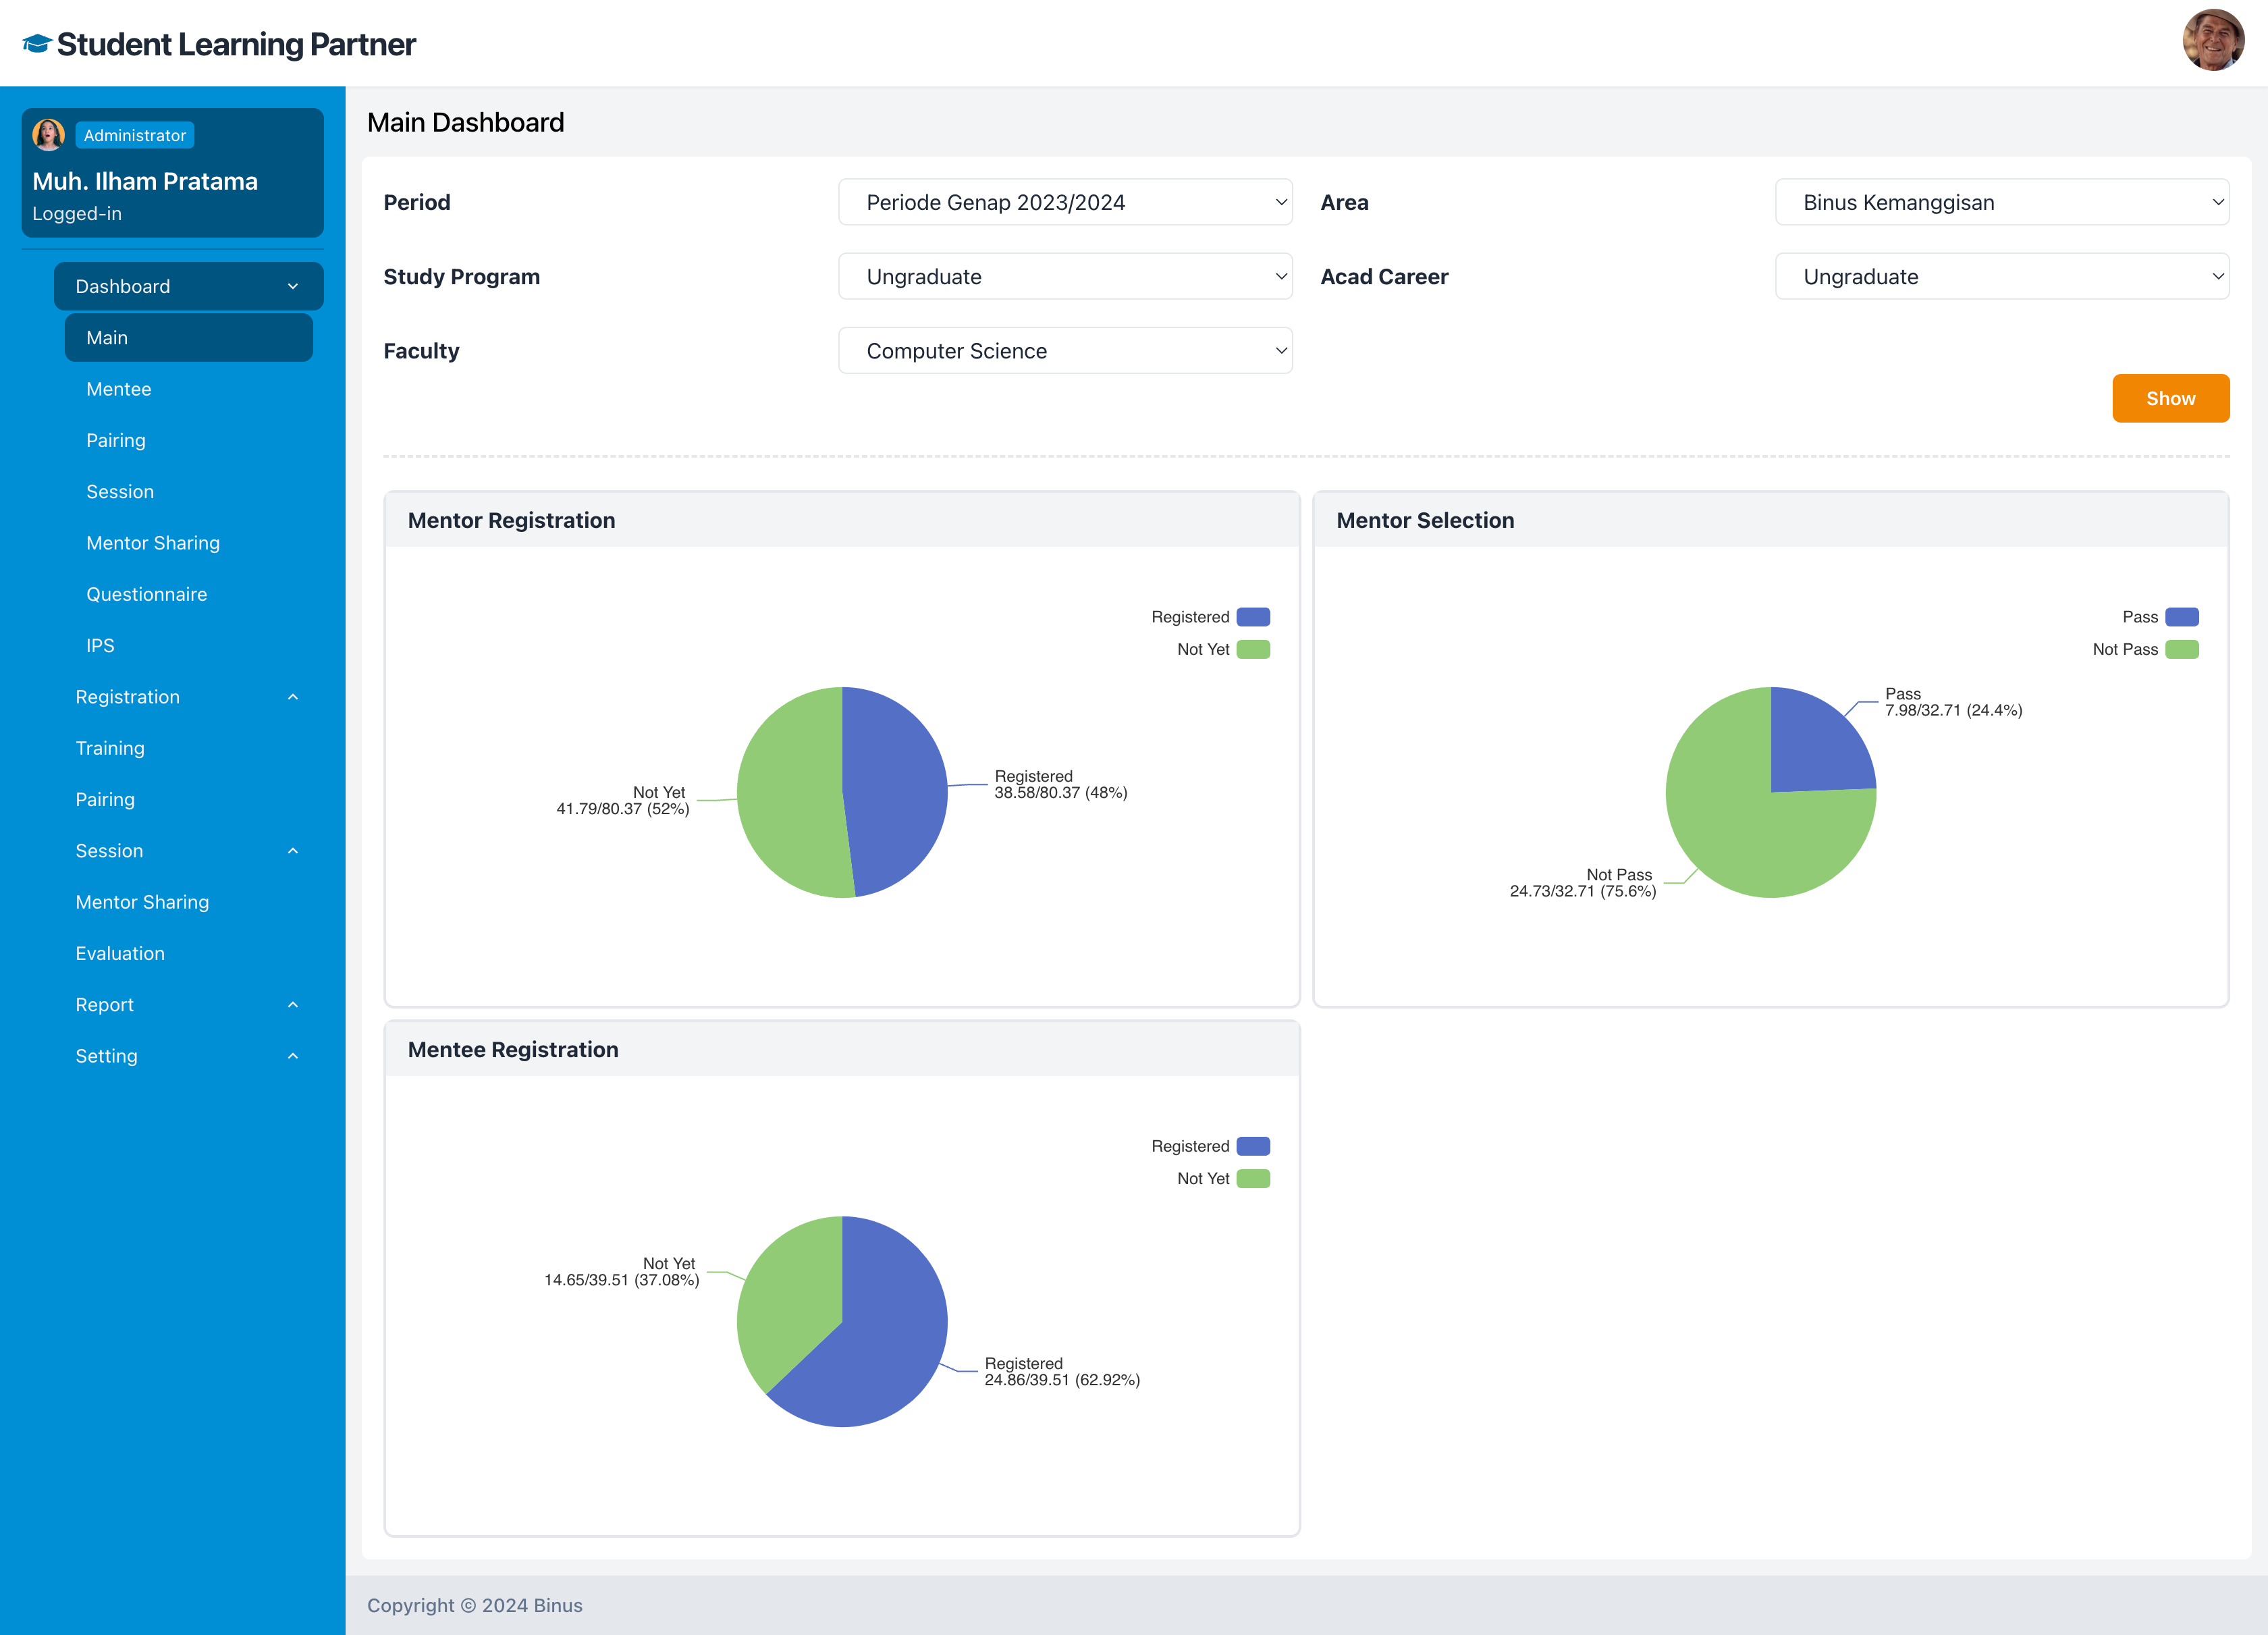 Student Learning Partner
Administrator
Muh. Ilham Pratama
Logged-in
Dashboard
Main
Mentee
Pairing
Session
Mentor Sharing
Questionnaire
IPS
Registration
Training
Pairing
Session
Mentor Sharing
Evaluation
Report
Setting
Main Dashboard
Period
Periode Genap 2023/2024
Area
Binus Kemanggisan
Study Program
Ungraduate
Acad Career
Ungraduate
Faculty
Computer Science
Show
Mentor Registration
Registered
Not Yet
Registered
38.58/80.37 (48%)
Not Yet
41.79/80.37 (52%)
Mentor Selection
Pass
Not Pass
Pass
7.98/32.71 (24.4%)
Not Pass
24.73/32.71 (75.6%)
Mentee Registration
Registered
Not Yet
Not Yet
14.65/39.51 (37.08%)
Registered
24.86/39.51 (62.92%)
Copyright © 2024 Binus